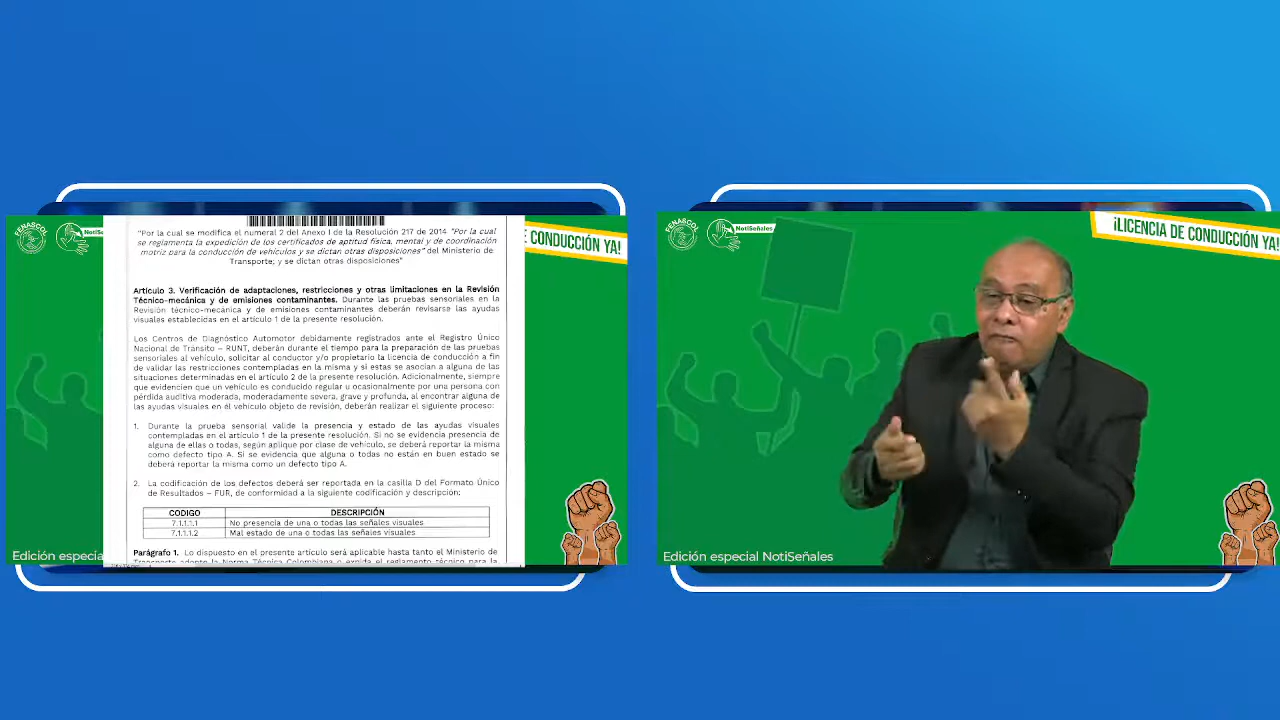 FENASCOL
NotiSe
"Por la cual se modifica el numeral 2 del Anexo I de la Resolución 217 de 2014 "Por la cual
se reglamenta la expedición de los certificados de aptitud física, mental y de coordinación
motriz para la conducción de vehículos y se dictan otras disposiciones" del Ministerio de
Transporte; y se dictan otras disposiciones"
Artículo 3. Verificación de adaptaciones, restricciones y otras limitaciones en la Revisión
Técnico-mecánica y de emisiones contaminantes. Durante las pruebas sensoriales en la
Revisión técnico-mecanica y de emisiones contaminantes deberán revisarse las ayudas
visuales establecidas en el artículo 1 de la presente resolución.
Los Centros de Diagnóstico Automotor debidamente registrados ante el Registro Único
Nacional de Tránsito – RUNT, deberán durante el tiempo para la preparación de las pruebas
sensoriales al vehículo, solicitar al conductor y/o propietario la licencia de conducción a fin
de validar las restricciones contempladas en la misma y si estas se asocian a alguna de las
situaciones determinadas en el artículo 2 de la presente resolución. Adicionalmente, siempre
que evidencien que un vehículo es conducido regular u ocasionalmente por una persona con
pérdida auditiva moderada, moderadamente severa, grave y profunda, al encontrar alguna de
las ayudas visuales en él vehículo objeto de revisión, deberán realizar el siguiente proceso:
1. Durante la prueba sensorial valide la presencia y estado de las ayudas visuales
contempladas en el artículo 1 de la presente resolución. Si no se evidencia presencia de
alguna de ellas o todas, según aplique por clase de vehículo, se deberá reportar la misma
como defecto tipo A. Sí se evidencia que alguna o todas no están en buen estado se
deberá reportar la misma como un defecto tipo A.
2. La codificación de los defectos deberá ser reportada en la casilla D del Formato Único
de Resultados – FUR, de conformidad a la siguiente codificación y descripción:
CODIGO DESCRIPCIÓN
7.1.1.1.1 No presencia de una o todas las señales visuales
7.1.1.1.2 Mal estado de una o todas las señales visuales
Parágrafo 1. Lo dispuesto en el presente artículo será aplicable hasta tanto el Ministerio de
Transporte adopte la Norma Técnica Colombiana o expida el reglamento técnico para la
E CONDUCCIÓN YA!
Edición especia
FENASCOL
NotiSeñales
¡LICENCIA DE CONDUCCIÓN YA!
Edición especial NotiSeñales